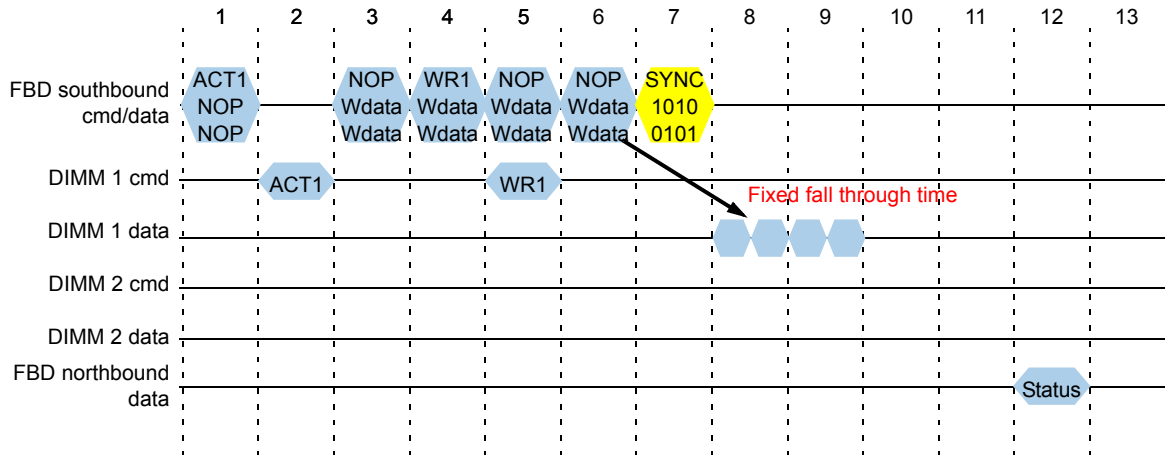 1 2 3 4 5 6 7 8 9 10 11 12 13
FBD southbound
cmd/data
ACT1
NOP
NOP
NOP
Wdata
Wdata
WR1
Wdata
Wdata
NOP
Wdata
Wdata
NOP
Wdata
Wdata
SYNC
1010
0101
DIMM 1 cmd
ACT1
WR1
Fixed fall through time
DIMM 1 data
DIMM 2 cmd
DIMM 2 data
FBD northbound
data
Status